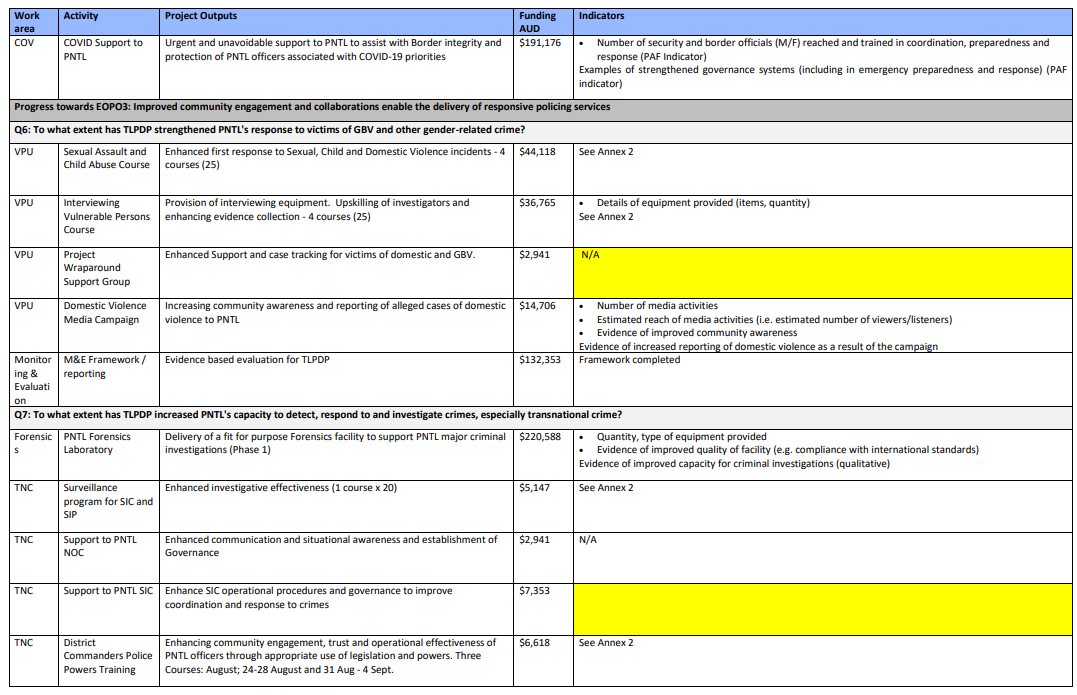 Work area Activity Project Outputs Funding AUD Indicators
COV COVID Support to PNTL Urgent and unavoidable support to PNTL to assist with Border integrity and protection of PNTL officers associated with COVID-19 priorities $191,176
• Number of security and border officials (M/F) reached and trained in coordination, preparedness and
response (PAF Indicator)
Examples of strengthened governance systems (including in emergency preparedness and response) (PAF
indicator)
Progress towards EOPO3: Improved community engagement and collaborations enable the delivery of responsive policing services
Q6: To what extent has TLPDP strengthened PNTL's response to victims of GBV and other gender-related crime?
VPU
Sexual Assault and
Child Abuse Course
Enhanced first response to Sexual, Child and Domestic Violence incidents - 4
courses (25)
$44,118
See Annex 2
VPU
Interviewing
Vulnerable Persons
Course
Provision of interviewing equipment.  Upskilling of investigators and
enhancing evidence collection - 4 courses (25)
$36,765
• Details of equipment provided (items, quantity)
See Annex 2
VPU
Project
Wraparound
Support Group
Enhanced Support and case tracking for victims of domestic and GBV.
$2,941
N/A
VPU
Domestic Violence
Media Campaign
Increasing community awareness and reporting of alleged cases of domestic
violence to PNTL
$14,706
• Number of media activities
• Estimated reach of media activities (i.e. estimated number of viewers/listeners)
• Evidence of improved community awareness
Evidence of increased reporting of domestic violence as a result of the campaign
Monitor
ing &
Evaluati
on
M&E Framework /
reporting
Evidence based evaluation for TLPDP
$132,353
Framework completed
Q7: To what extent has TLPDP increased PNTL's capacity to detect, respond to and investigate crimes, especially transnational crime?
Forensic
s
PNTL Forensics
Laboratory
Delivery of a fit for purpose Forensics facility to support PNTL major criminal
investigations (Phase 1)
$220,588
• Quantity, type of equipment provided
• Evidence of improved quality of facility (e.g. compliance with international standards)
Evidence of improved capacity for criminal investigations (qualitative)
TNC
Surveillance
program for SIC and
SIP
Enhanced investigative effectiveness (1 course x 20)
$5,147
See Annex 2
TNC
Support to PNTL
NOC
Enhanced communication and situational awareness and establishment of
Governance
$2,941
N/A
TNC
Support to PNTL SIC
Enhance SIC operational procedures and governance to improve
coordination and response to crimes
$7,353
TNC
District
Commanders Police
Powers Training
Enhancing community engagement, trust and operational effectiveness of
PNTL officers through appropriate use of legislation and powers. Three
Courses: August; 24-28 August and 31 Aug - 4 Sept.
$6,618
See Annex 2